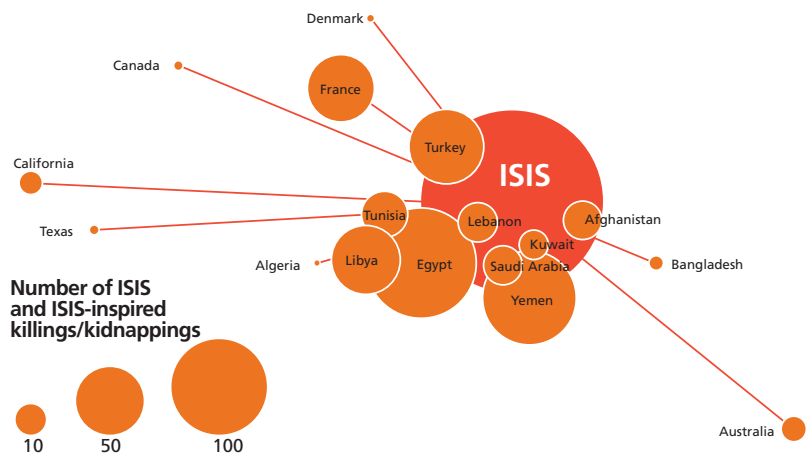 Denmark
Canada
France
Turkey
ISIS
California
Tunisia
Lebanon
Afghanistan
Texas
Kuwait
Algeria
Libya
Egypt
Saudi Arabia
Bangladesh
Yemen
Number of ISIS
and ISIS-inspired
killings/kidnappings
10
50
100
Australia